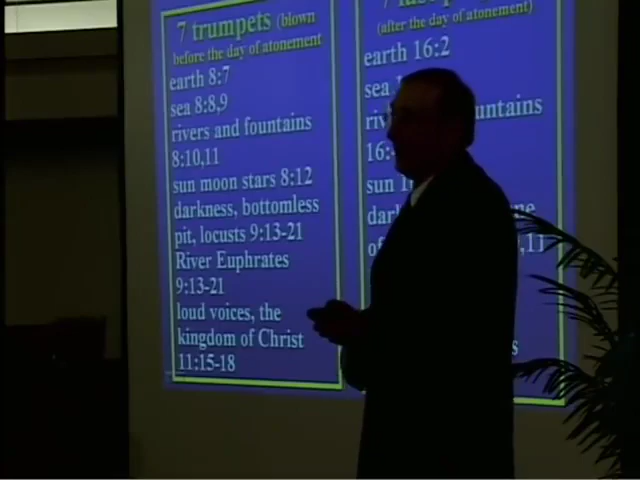 7 trumpets (blown
before the day of atonement
earth 8:7
sea 8:8,9
rivers and fountains
8:10,11
sun moon stars 8:12
darkness, bottomless
pit, locusts 9:13-21
River Euphrates
9:13-21
loud voices, the
kingdom of Christ
11:15-18
7
(after the day of atonement)
earth 16:2
sea
16:
sun